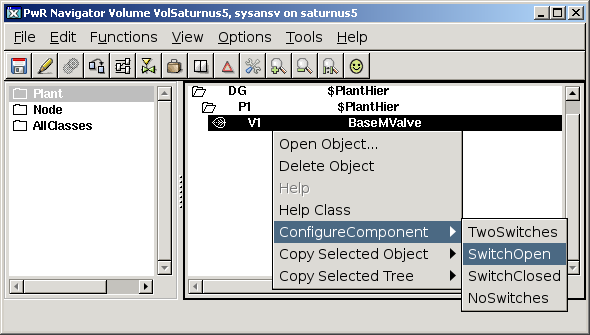 PwR Navigator Volume VolSaturnus5, sysansv on saturnus5
File Edit Functions View Options Tools Help
Plant
Node
AllClasses
DG $PlantHier
P1 $PlantHier
V1 BaseMValve
Open Object...
Delete Object
Help
Help Class
ConfigureComponent
Copy Selected Object
Copy Selected Tree
TwoSwitches
SwitchOpen
SwitchClosed
NoSwitches